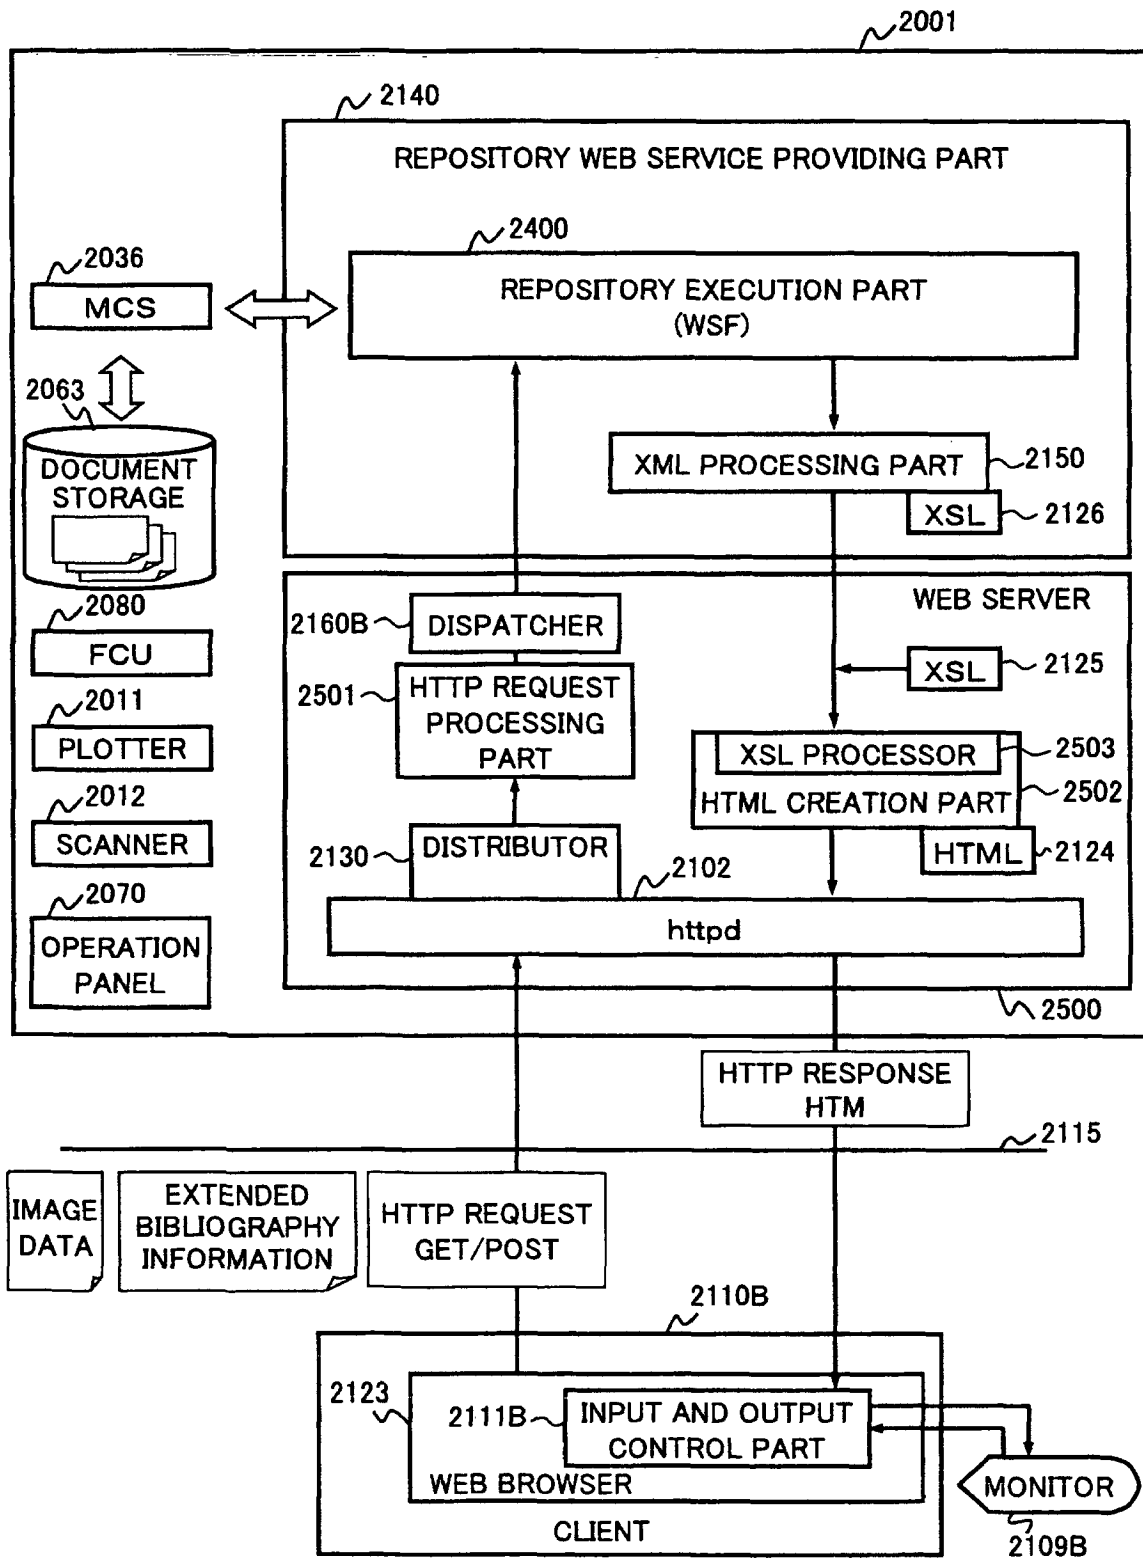 2001
2140
REPOSITORY WEB SERVICE PROVIDING PART
2400
REPOSITORY EXECUTION PART
(WSF)
2036
MCS
2063
DOCUMENT
STORAGE
XML PROCESSING PART
2150
XSL
2126
WEB SERVER
2160B
DISPATCHER
2080
FCU
2501
HTTP REQUEST
PROCESSING
PART
XSL
2125
2011
PLOTTER
XSL PROCESSOR
2503
HTML CREATION PART
2502
2012
SCANNER
2130
DISTRIBUTOR
HTML
2124
2102
httpd
2070
OPERATION
PANEL
2500
HTTP RESPONSE
HTM
2115
IMAGE
DATA
EXTENDED
BIBLIOGRAPHY
INFORMATION
HTTP REQUEST
GET/POST
2110B
2123
2111B
INPUT AND OUTPUT
CONTROL PART
WEB BROWSER
CLIENT
MONITOR
2109B